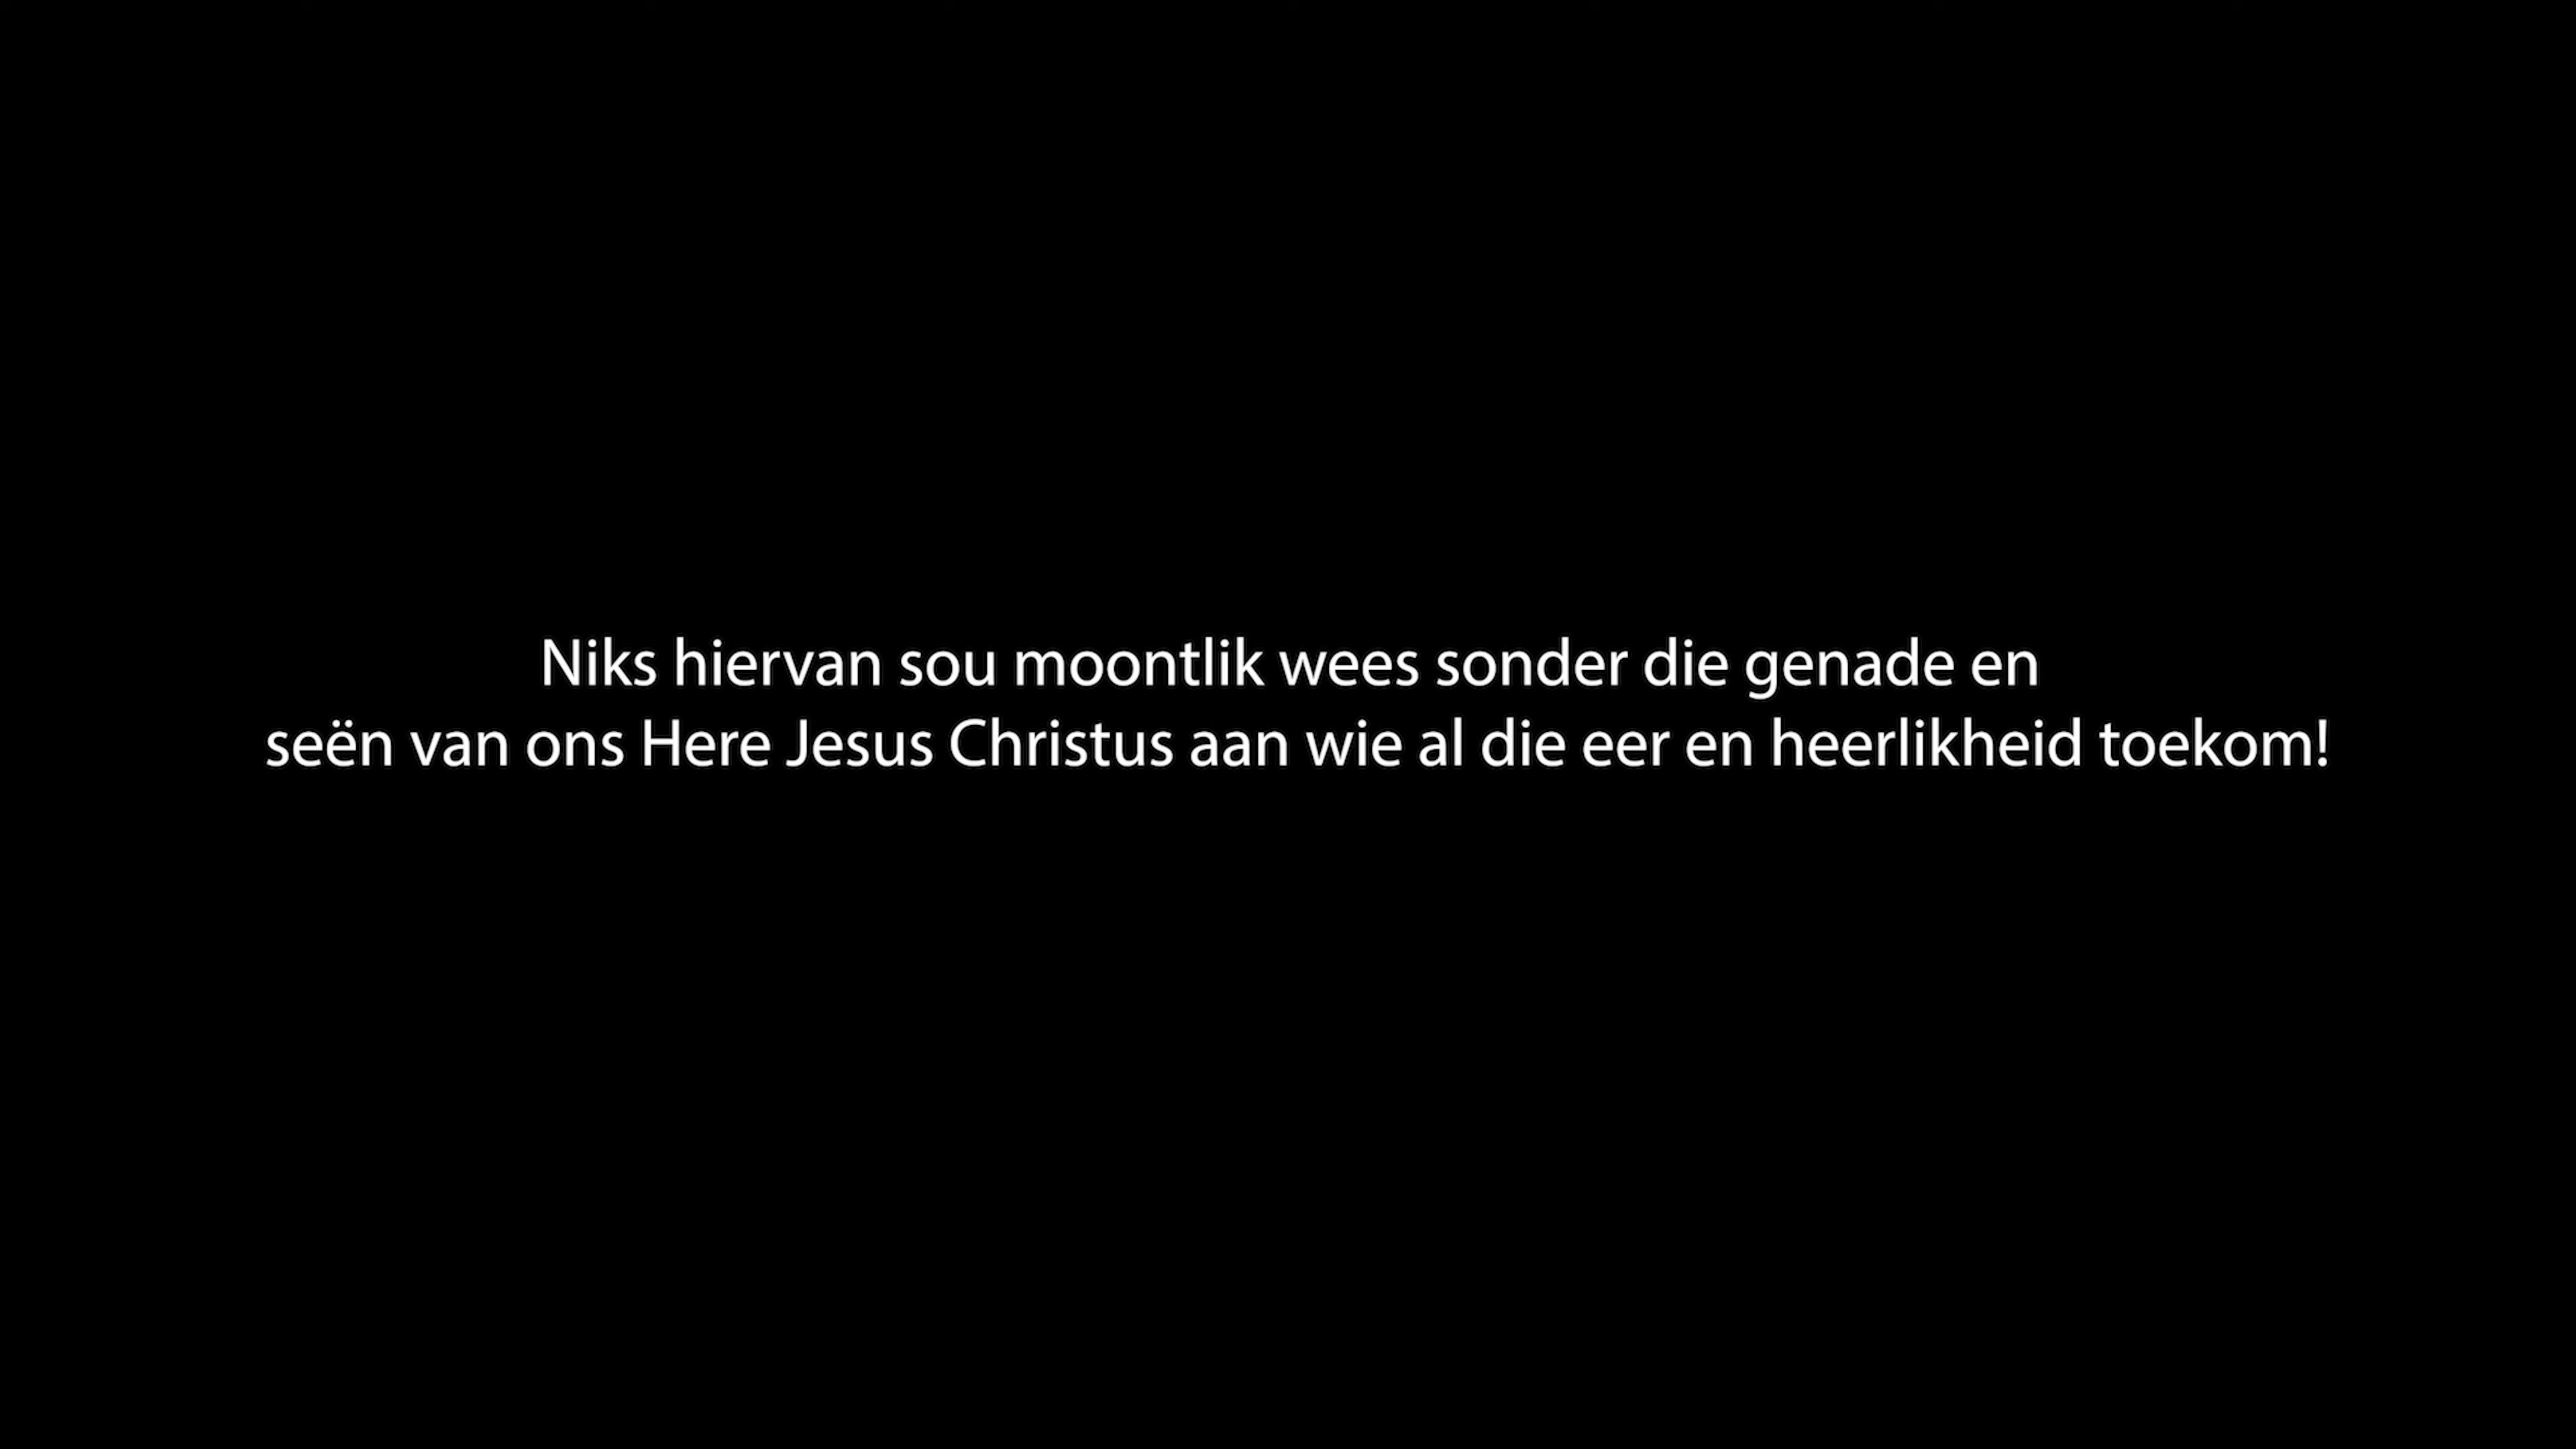 Niks hiervan sou moontlik wees sonder die genade en
seën van ons Here Jesus Christus aan wie al die eer en heerlikheid toekom!